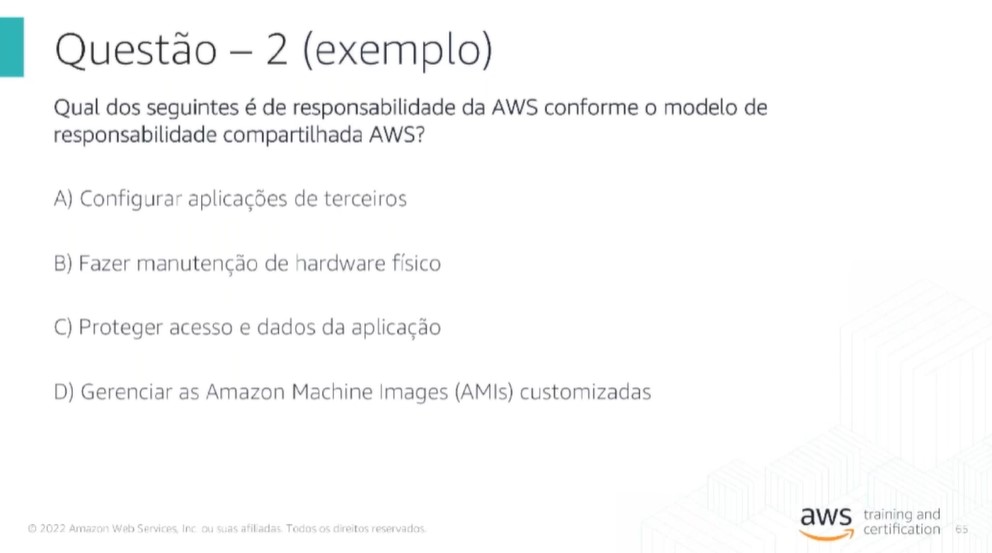 Questão – 2 (exemplo)
Qual dos seguintes é de responsabilidade da AWS conforme o modelo de
responsabilidade compartilhada AWS?
A) Configurar aplicações de terceiros
B) Fazer manutenção de hardware físico
C) Proteger acesso e dados da aplicação
D) Gerenciar as Amazon Machine Images (AMIs) customizadas
© 2022 Amazon Web Services, Inc. ou suas afiliadas. Todos os direitos reservados.
aws training and
certification 65